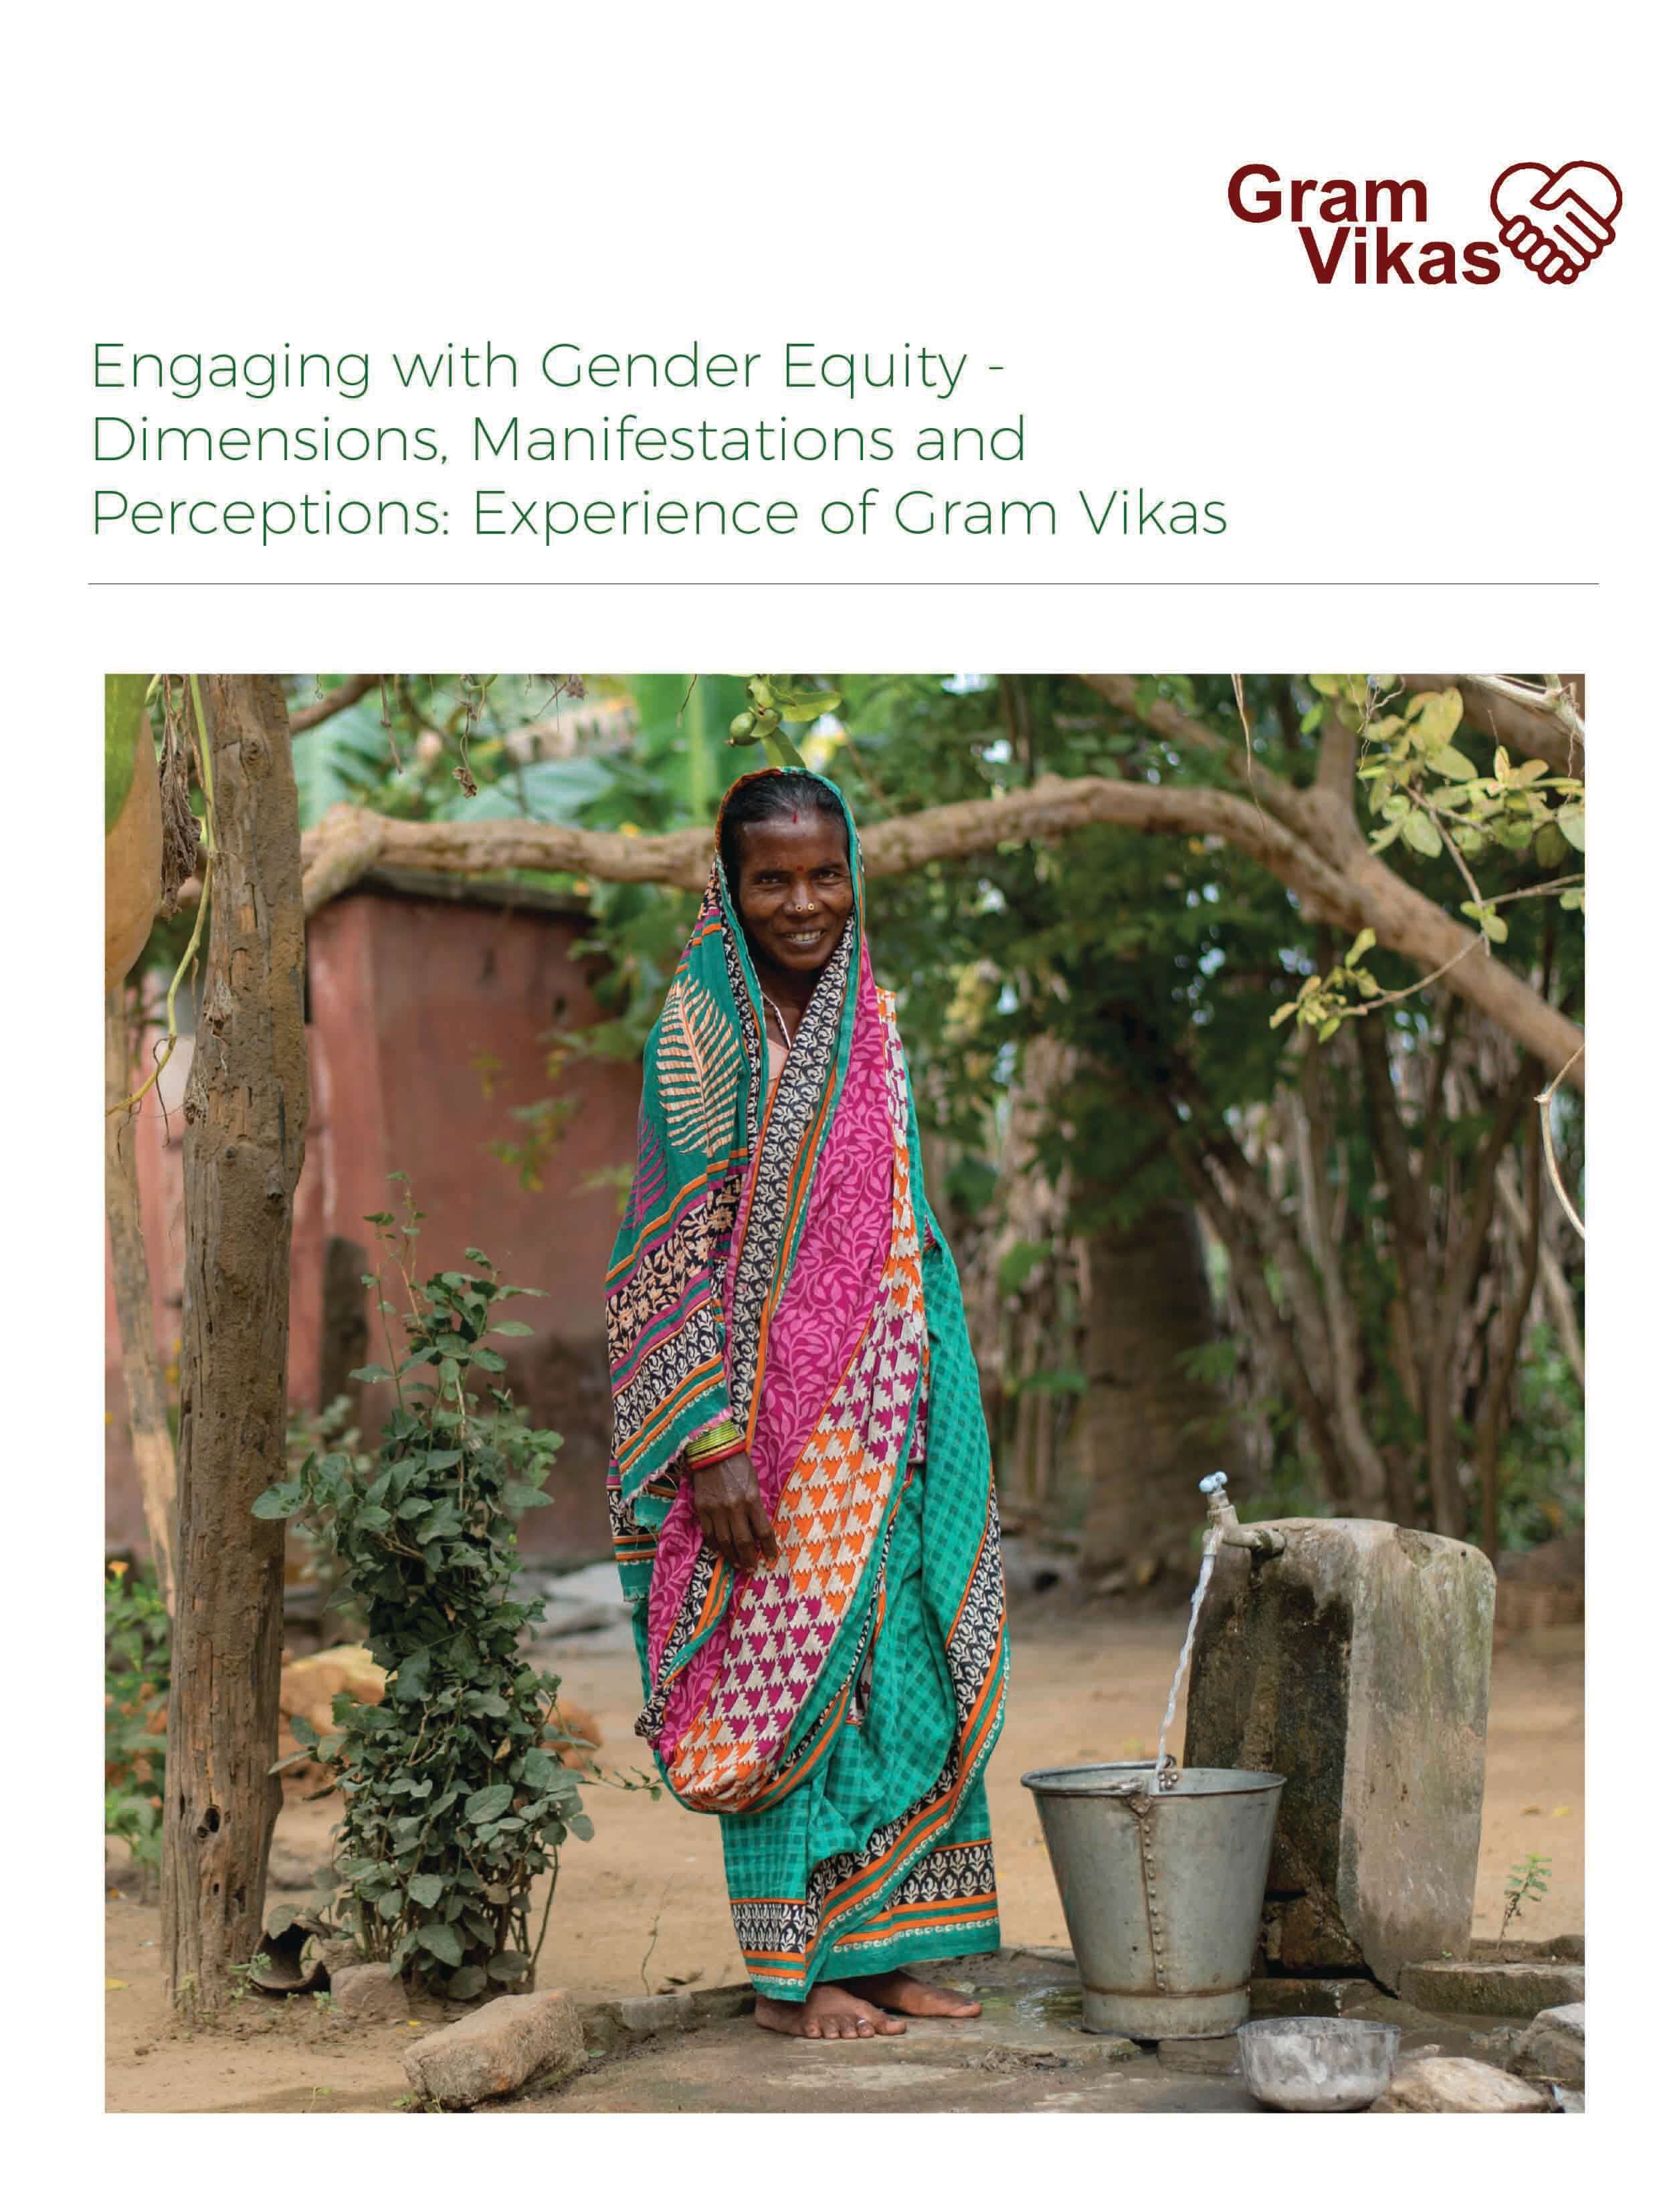 Gram
Vikas
Engaging with Gender Equity -
Dimensions, Manifestations and
Perceptions: Experience of Gram Vikas